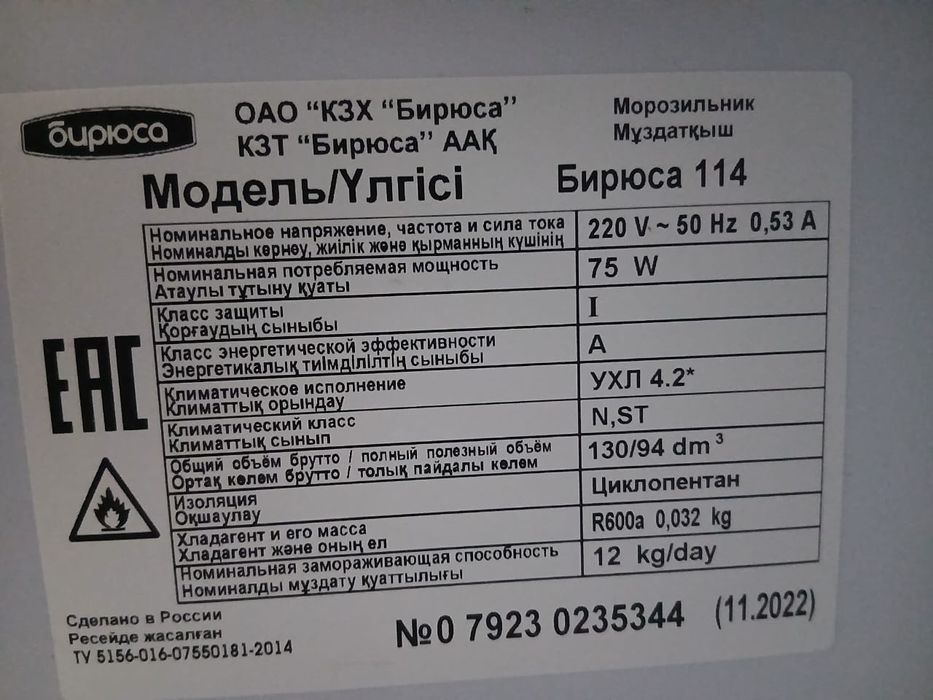 бирюса
ОАО “КЗХ “Бирюса”
КЗТ “Бирюса” ААҚ
Морозильник
Мұздатқыш
Модель/Үлгісі
Бирюса 114
Номинальное напряжение, частота и сила тока
Номиналды кернеу, жиілік және қырманның күшінің
220 V ~ 50 Hz 0,53 A
Номинальная потребляемая мощность
Атаулы тұтыну қуаты
75 W
Класс защиты
Қорғаудың сыныбы
I
Класс энергетической эффективности
Энергетикалық тиімділілтің сыныбы
A
Климатическое исполнение
Климаттық орындау
УХЛ 4.2*
Климатический класс
Климаттық сынып
N,ST
Общий объём брутто / полный полезный объём
Ортақ көлем брутто / толық пайдалы көлем
130/94 dm³
Изоляция
Оқшаулау
Циклопентан
Хладагент и его масса
Хладагент және оның ел
R600a 0,032 kg
Номинальная замораживающая способность
Номиналды мұздату қуаттылығы
12 kg/day
EAC
Сделано в России
Ресейде жасалған
ТУ 5156-016-07550181-2014
№0 7923 0235344 (11.2022)